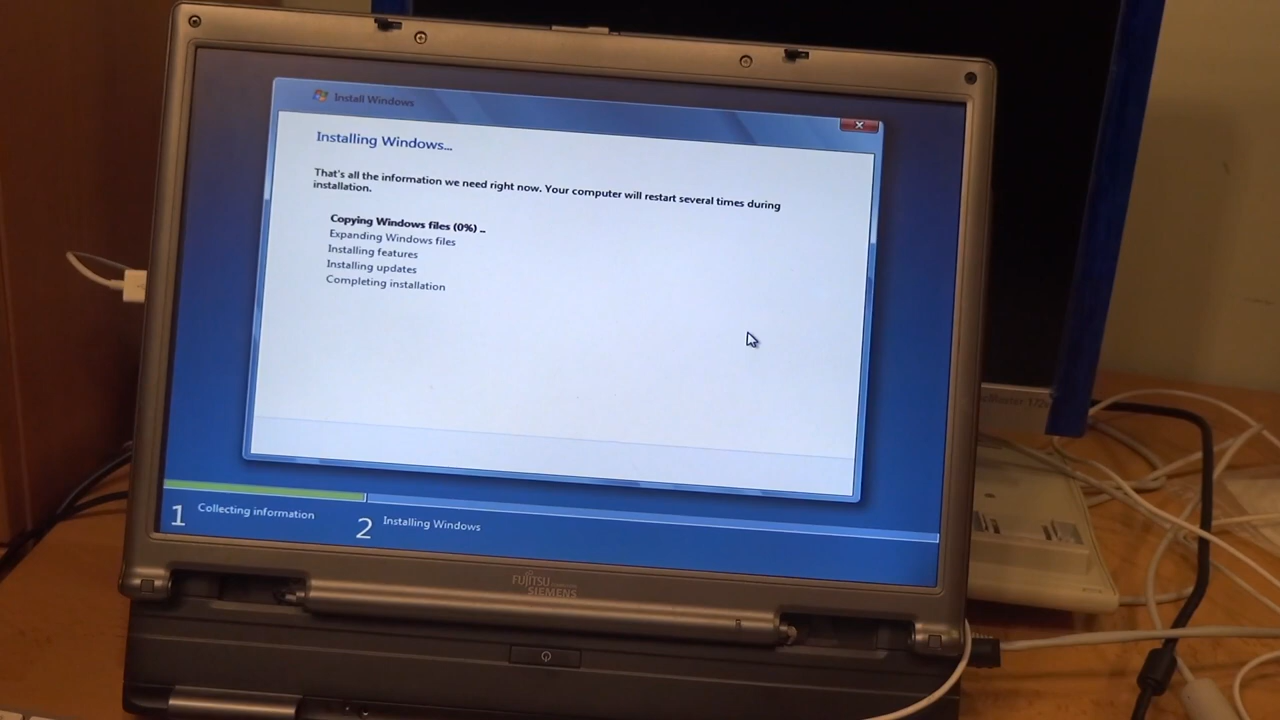 Install Windows
Installing Windows...
That's all the information we need right now. Your computer will restart several times during
installation.
Copying Windows files (0%) ...
Expanding Windows files
Installing features
Installing updates
Completing installation
1 Collecting information
2 Installing Windows
FUJITSU
SIEMENS